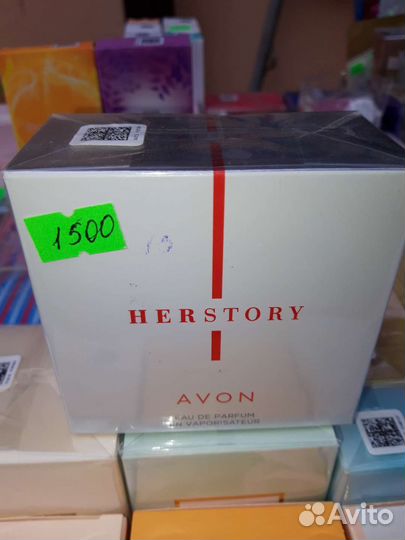 1500
HERSTORY
AVON
EAU DE PARFUM
EN VAPORISATEUR
Avito